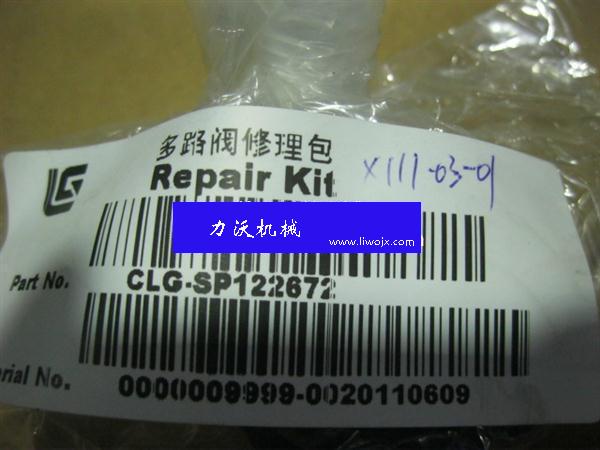 多路阀修理包
Repair Kit
X111-03-01
力沃机械
www.liwojx.com
Part No.
CLG-SP122672
erial No.
0000009999-0020110609